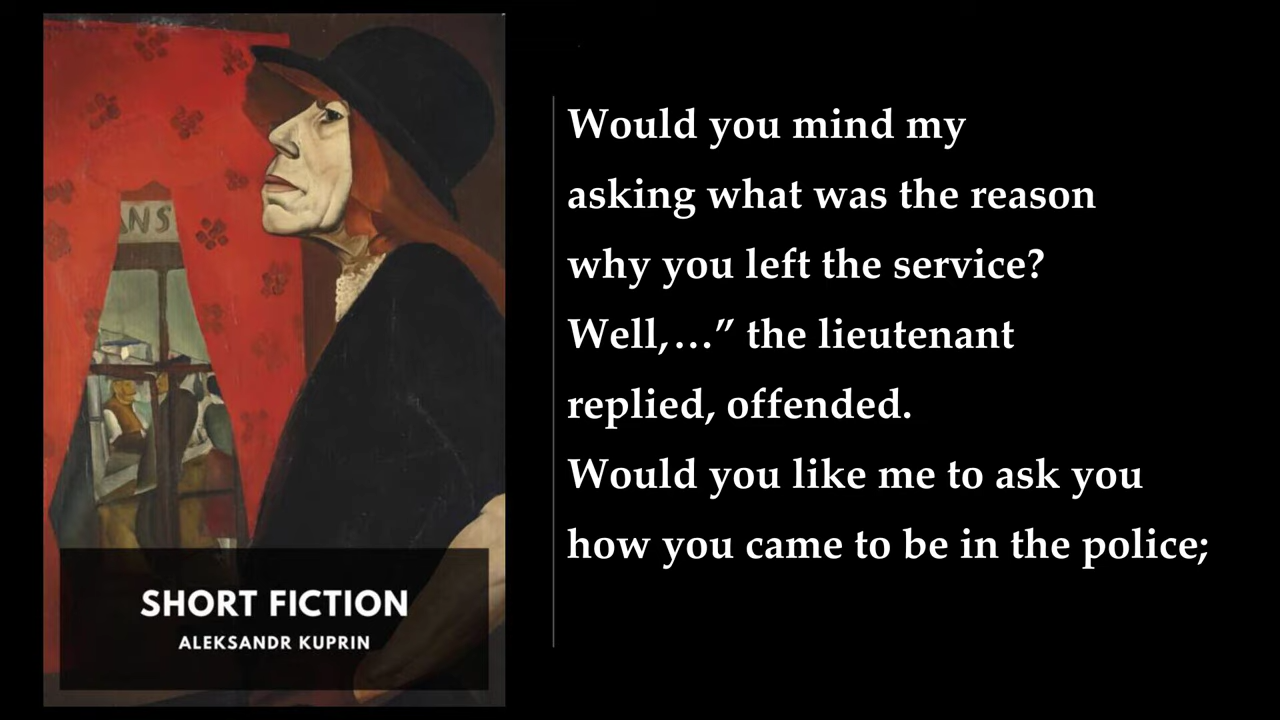 ANS
SHORT FICTION
ALEKSANDR KUPRIN
Would you mind my
asking what was the reason
why you left the service?
Well,…” the lieutenant
replied, offended.
Would you like me to ask you
how you came to be in the police;